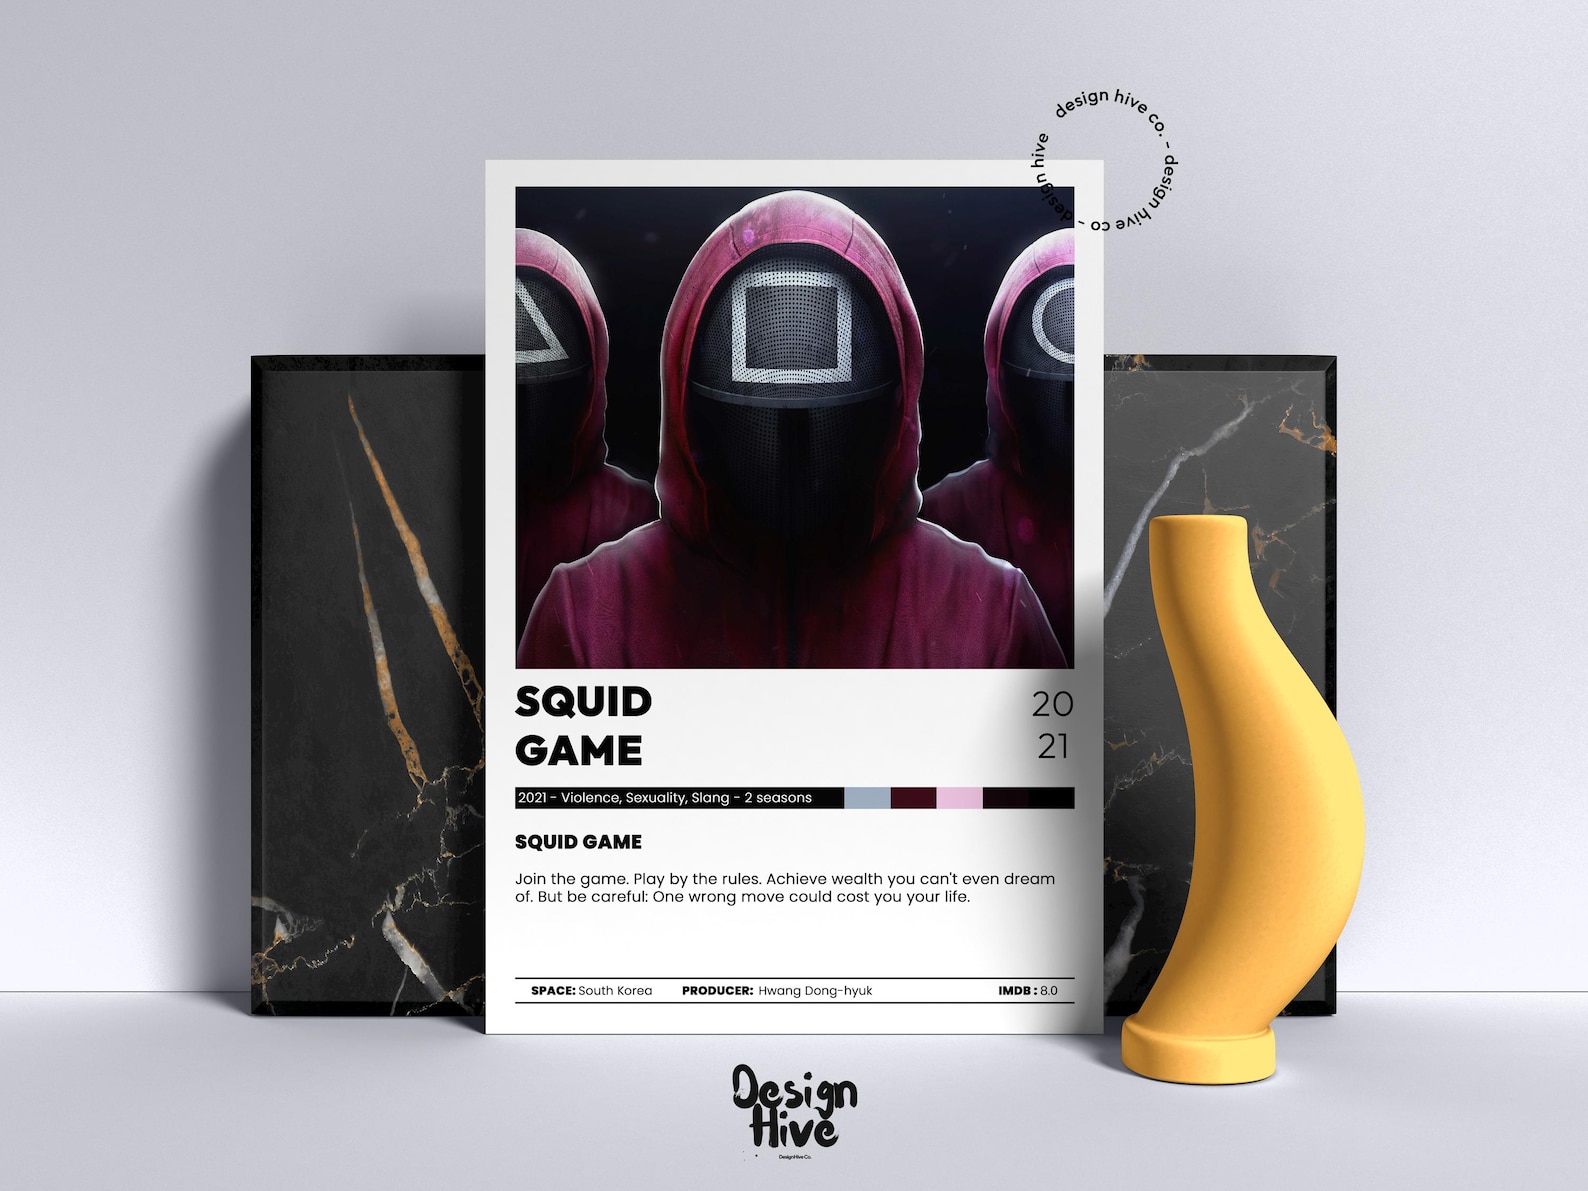 design hive co. - design hive co - design hive
SQUID
GAME
20
21
2021 - Violence, Sexuality, Slang - 2 seasons
SQUID GAME
Join the game. Play by the rules. Achieve wealth you can't even dream
of. But be careful: One wrong move could cost you your life.
SPACE: South Korea PRODUCER: Hwang Dong-hyuk IMDB : 8.0
Design
Hive
DesignHive Co.